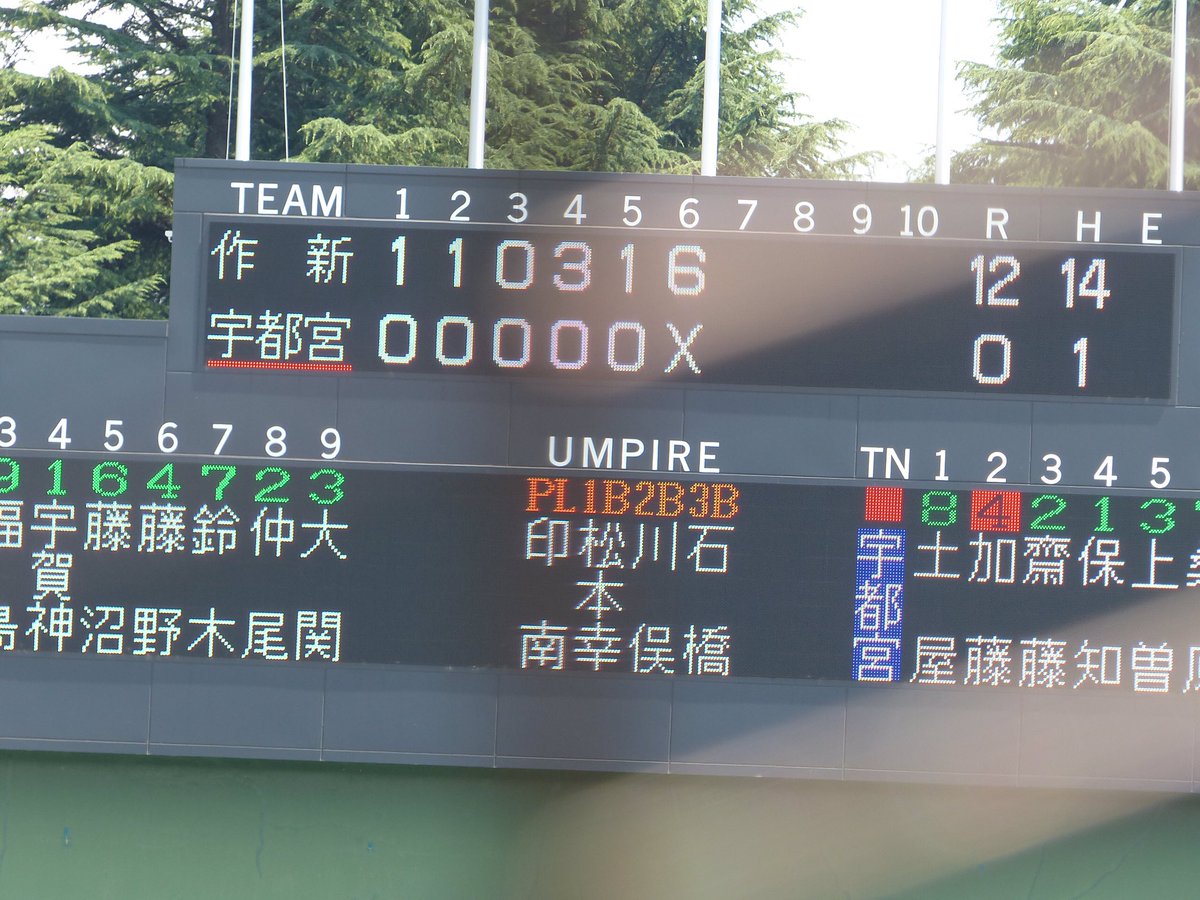 TEAM 1 2 3 4 5 6 7 8 9 10 R H E
作新 1 1 0 3 1 6 12 14
宇都宮 0 0 0 0 0 X 0 1
3 4 5 6 7 8 9
9 1 6 4 7 2 3
福島 宇賀神 藤沼 藤野 鈴木 仲尾 大関
UMPIRE
PL 1B 2B 3B
印南 松本幸 川俣 石橋
TN 1 2 3 4 5
8 4 2 1 3
宇都宮 土屋 加藤 齋藤 保知 上曽